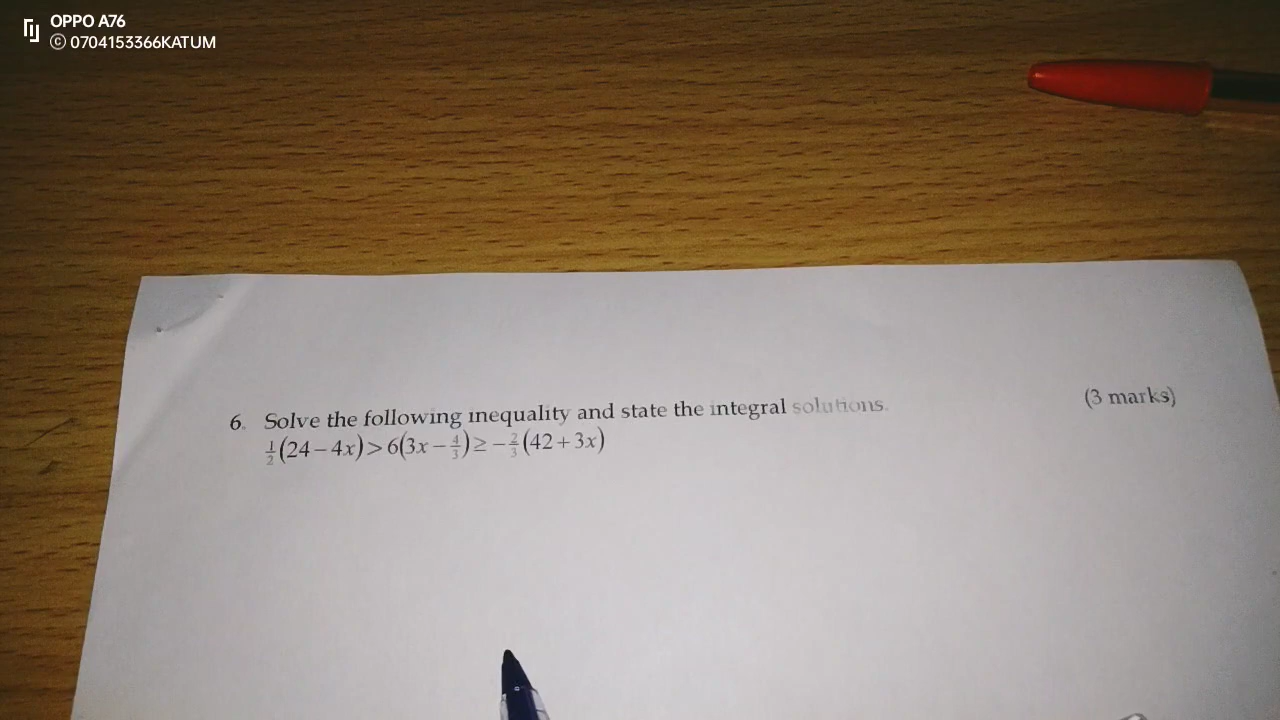 OPPO A76
© 0704153366KATUM
6. Solve the following inequality and state the integral solutions. (3 marks)
½(24 − 4x) > 6(3x − 4/3) ≥ −⅔(42 + 3x)